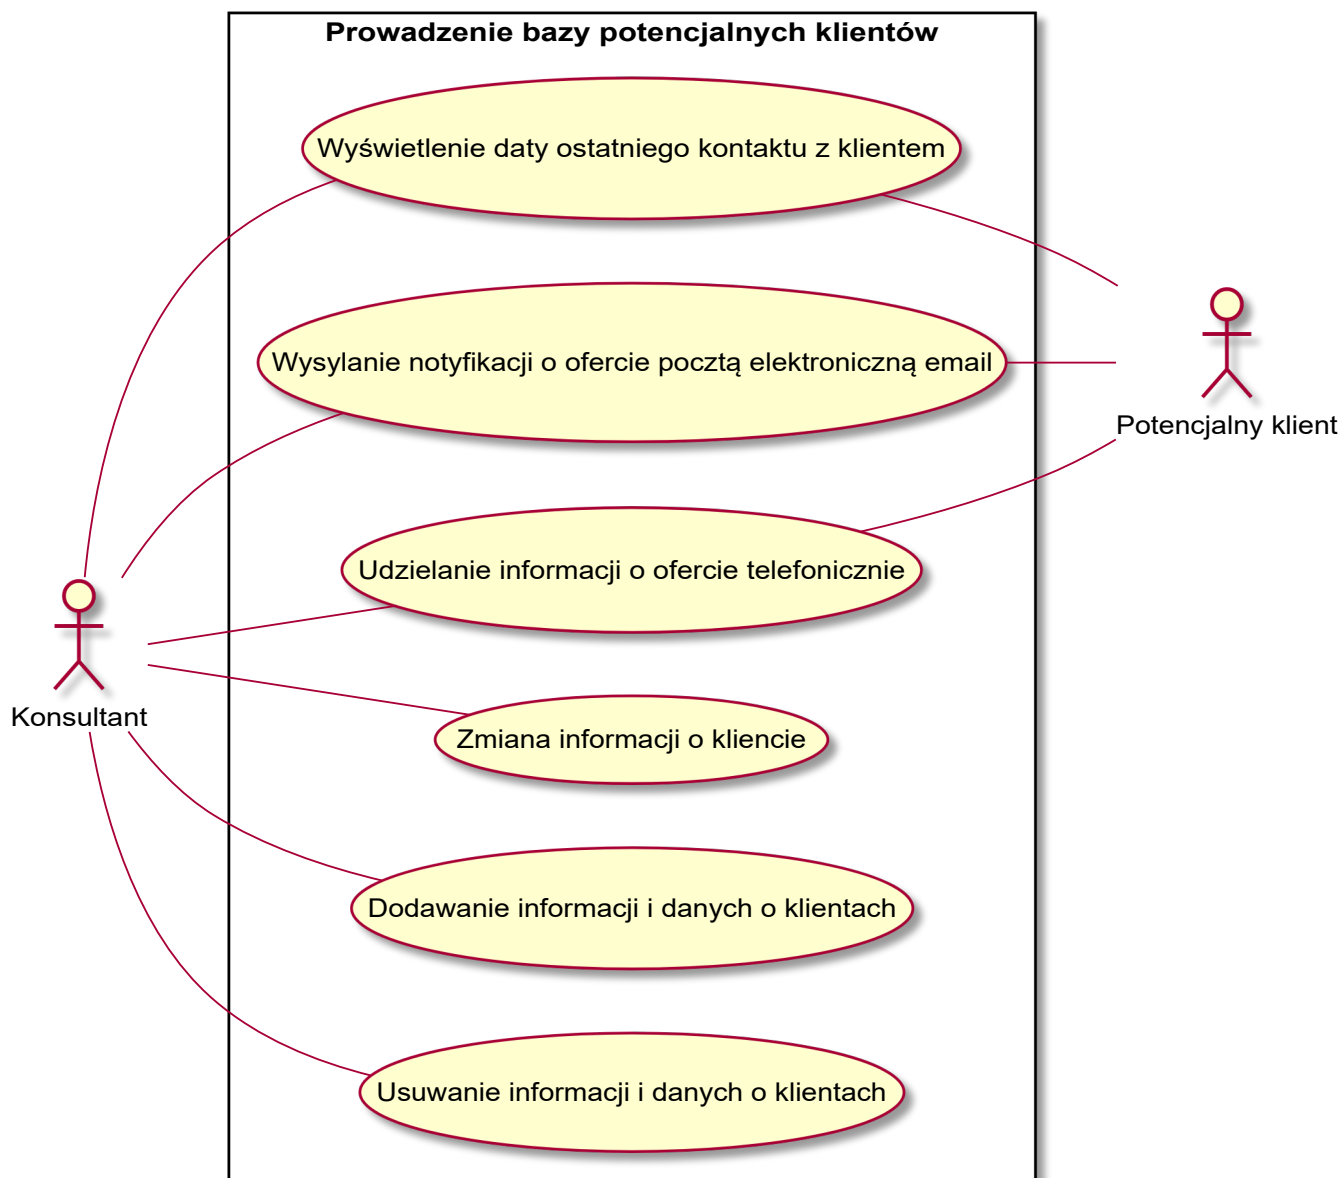 Prowadzenie bazy potencjalnych klientów
Wyświetlenie daty ostatniego kontaktu z klientem
Wysylanie notyfikacji o ofercie pocztą elektroniczną email
Potencjalny klient
Udzielanie informacji o ofercie telefonicznie
Konsultant
Zmiana informacji o kliencie
Dodawanie informacji i danych o klientach
Usuwanie informacji i danych o klientach